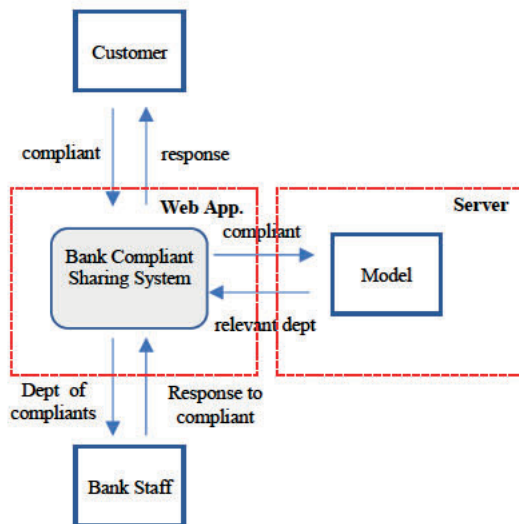 Customer
compliant
response
Web App.
Server
compliant
Bank Compliant
Sharing System
Model
relevant dept
Dept of
compliants
Response to
compliant
Bank Staff